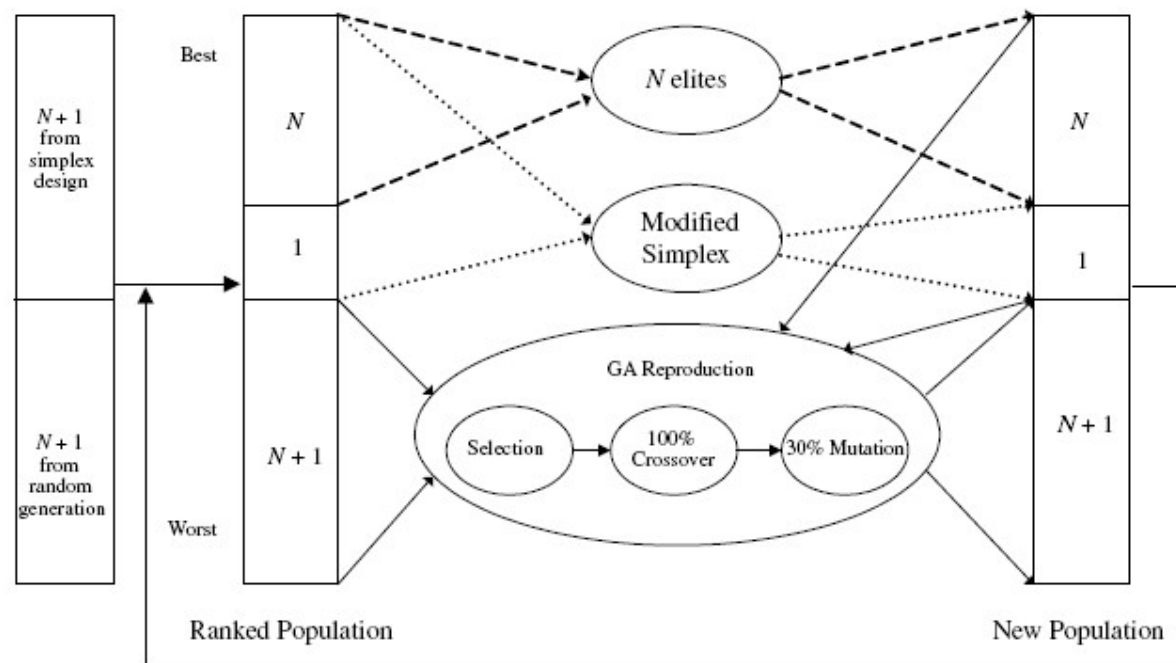 N + 1
from
simplex
design
N + 1
from
random
generation
Best
Worst
N
1
N + 1
Ranked Population
N elites
Modified
Simplex
GA Reproduction
Selection
100%
Crossover
30% Mutation
N
1
N + 1
New Population